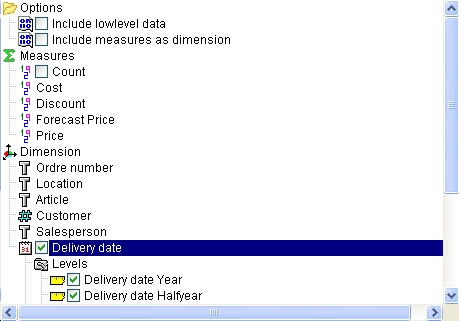 Options
Include lowlevel data
Include measures as dimension
Measures
Count
Cost
Discount
Forecast Price
Price
Dimension
Ordre number
Location
Article
Customer
Salesperson
Delivery date
Levels
Delivery date Year
Delivery date Halfyear